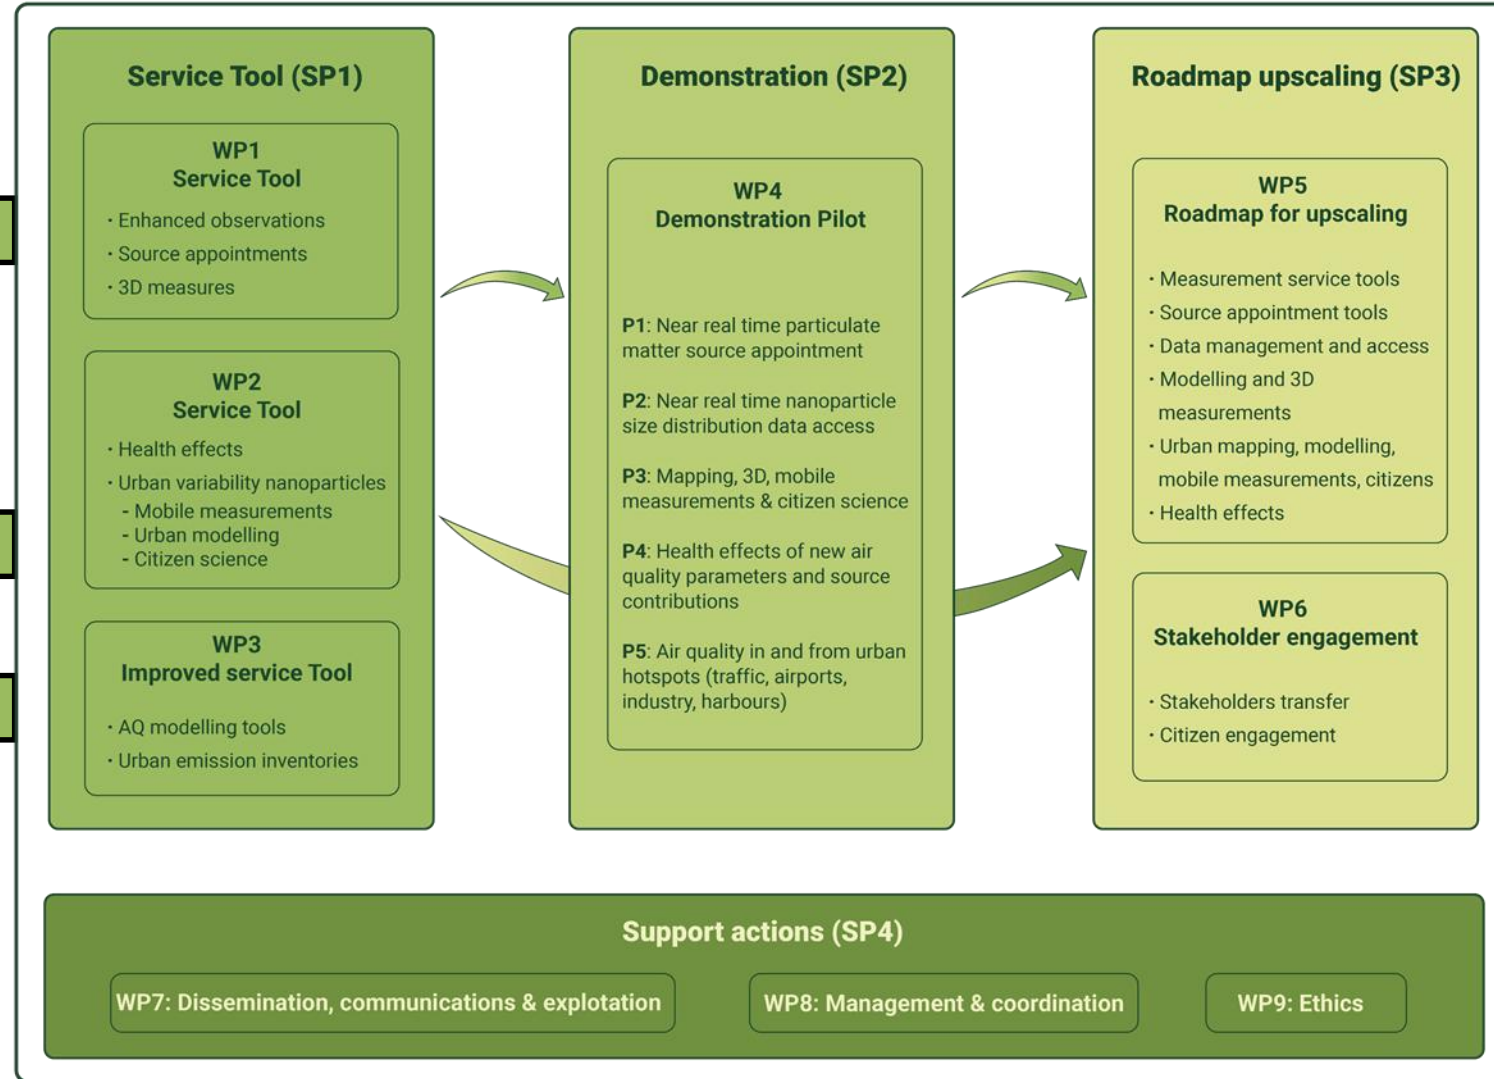 Service Tool (SP1)
WP1
Service Tool
· Enhanced observations
· Source appointments
· 3D measures
WP2
Service Tool
· Health effects
· Urban variability nanoparticles
- Mobile measurements
- Urban modelling
- Citizen science
WP3
Improved service Tool
· AQ modelling tools
· Urban emission inventories
Demonstration (SP2)
WP4
Demonstration Pilot
P1: Near real time particulate
matter source appointment
P2: Near real time nanoparticle
size distribution data access
P3: Mapping, 3D, mobile
measurements & citizen science
P4: Health effects of new air
quality parameters and source
contributions
P5: Air quality in and from urban
hotspots (traffic, airports,
industry, harbours)
Roadmap upscaling (SP3)
WP5
Roadmap for upscaling
· Measurement service tools
· Source appointment tools
· Data management and access
· Modelling and 3D
measurements
· Urban mapping, modelling,
mobile measurements, citizens
· Health effects
WP6
Stakeholder engagement
· Stakeholders transfer
· Citizen engagement
Support actions (SP4)
WP7: Dissemination, communications & explotation
WP8: Management & coordination
WP9: Ethics